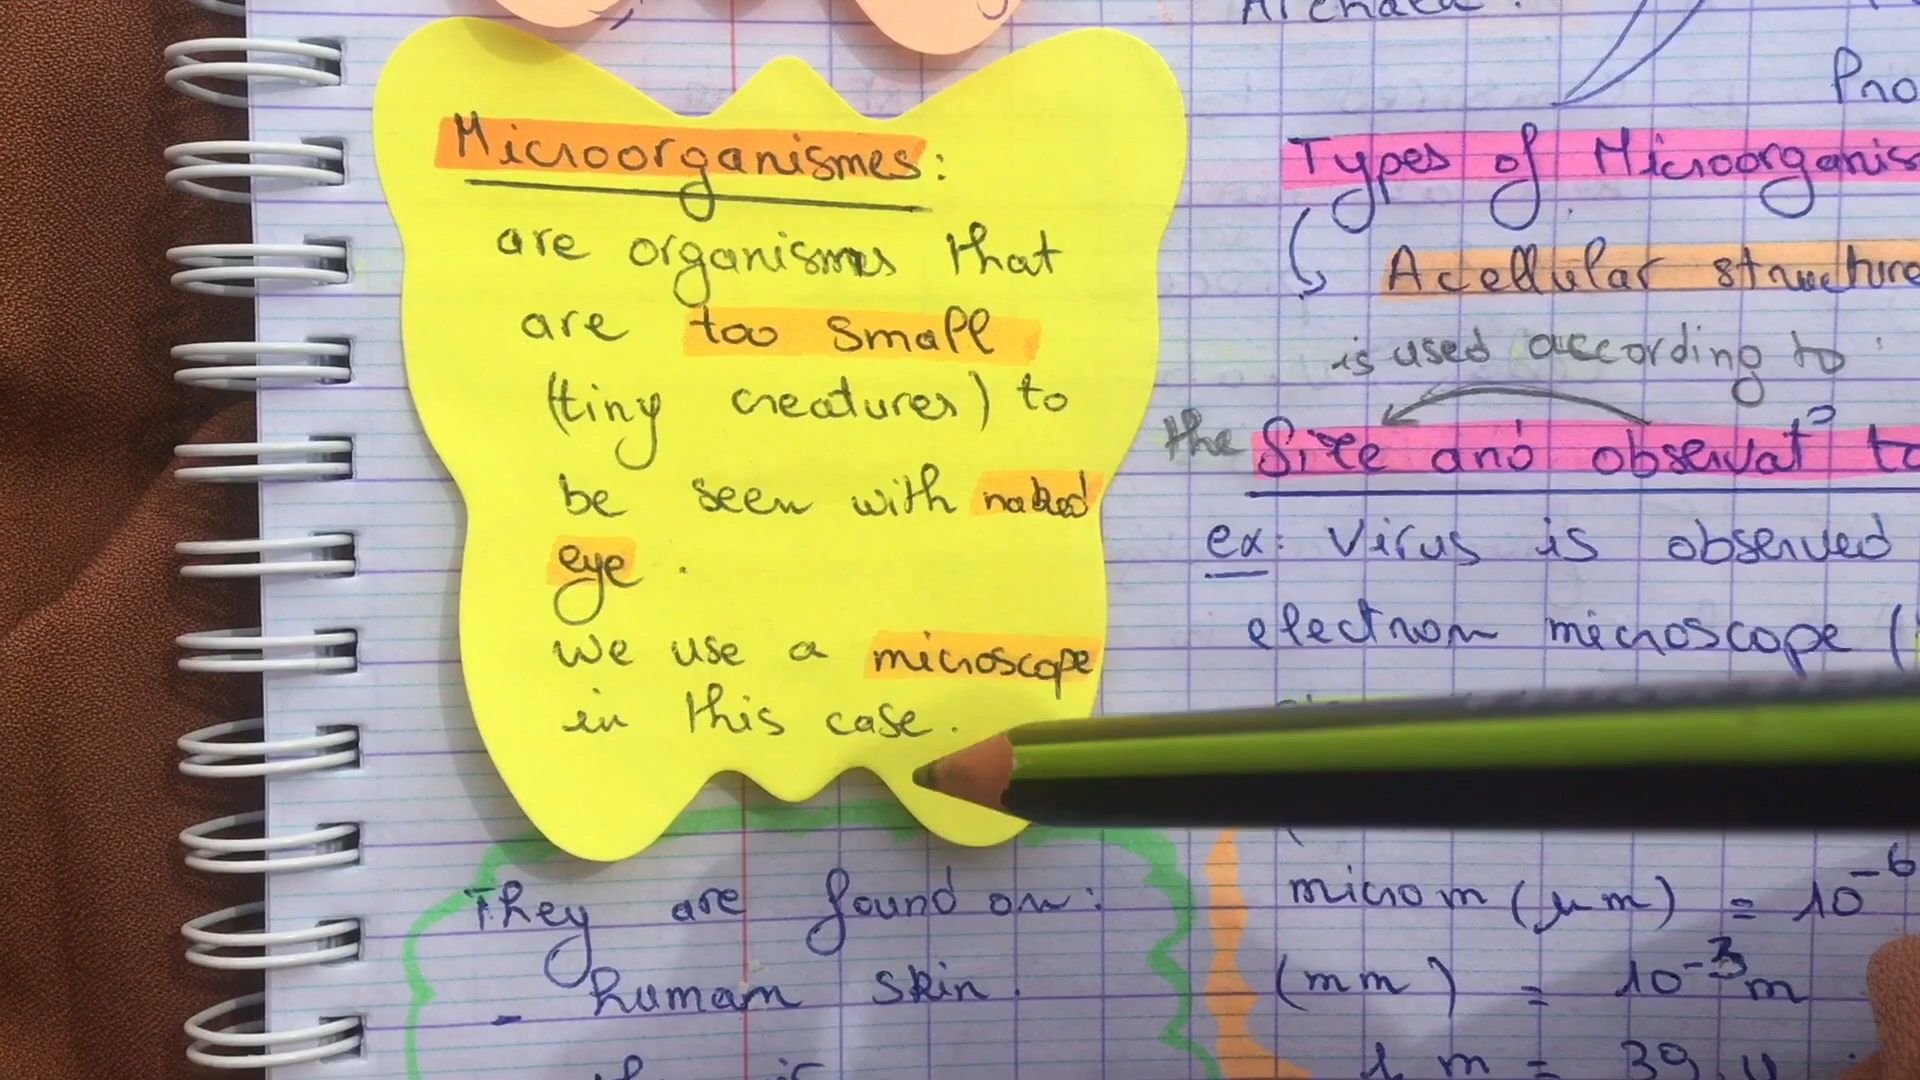 Microorganismes:
are organismes that
are too small
(tiny creatures) to
be seen with naked
eye.
We use a microscope
in this case.
They are found on:
- human skin.
Types of Microorganis
Acellular structure
is used according to:
the Size and observat°
ex: Virus is observed
electron microscope (
microm (μm) = 10⁻⁶
(mm) = 10⁻³m